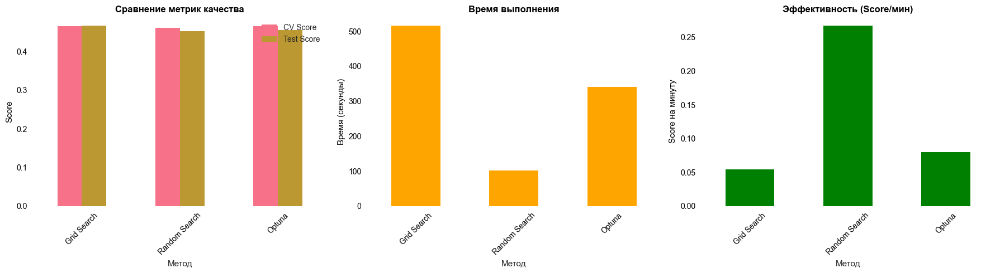 Сравнение метрик качества
CV Score
Test Score
Score
0.4
0.3
0.2
0.1
0.0
Grid Search
Random Search
Optuna
Метод
Время выполнения
Время (секунды)
500
400
300
200
100
0
Grid Search
Random Search
Optuna
Метод
Эффективность (Score/мин)
Score на минуту
0.25
0.20
0.15
0.10
0.05
0.00
Grid Search
Random Search
Optuna
Метод